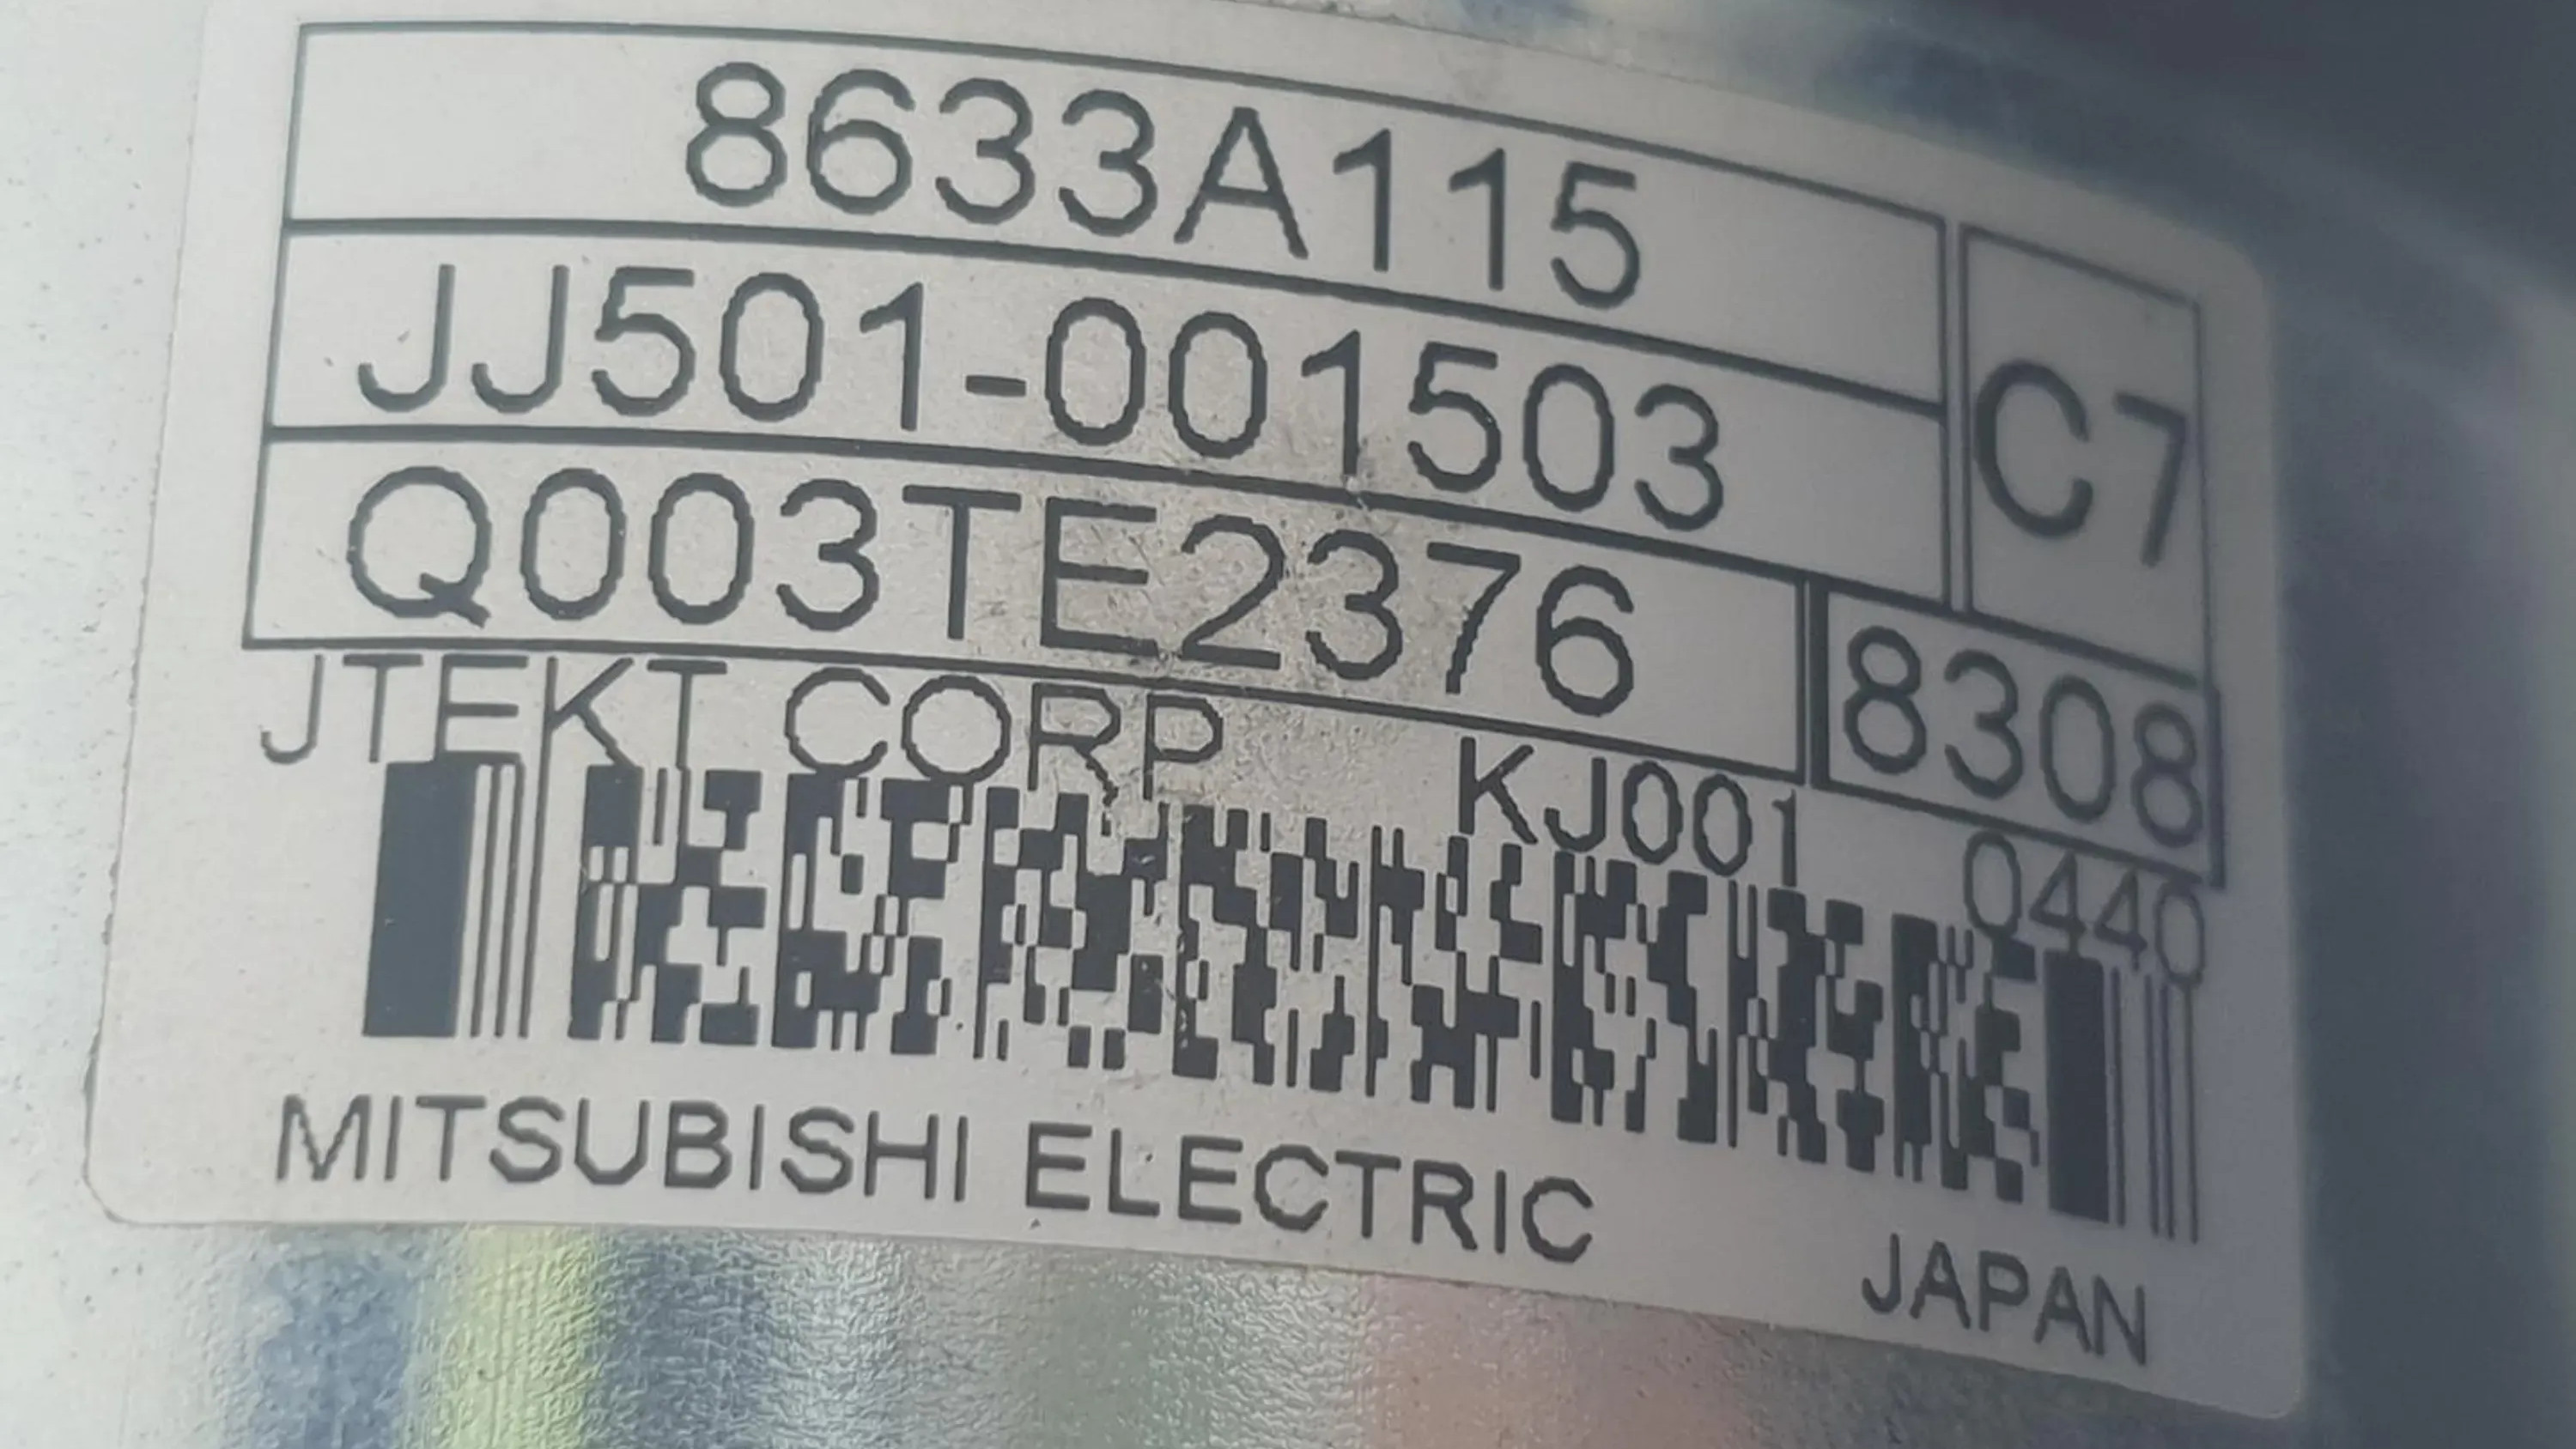 8633A115
C7
JJ501-001503
Q003TE2376
8308
JTEKT CORP KJ001 0440
MITSUBISHI ELECTRIC
JAPAN